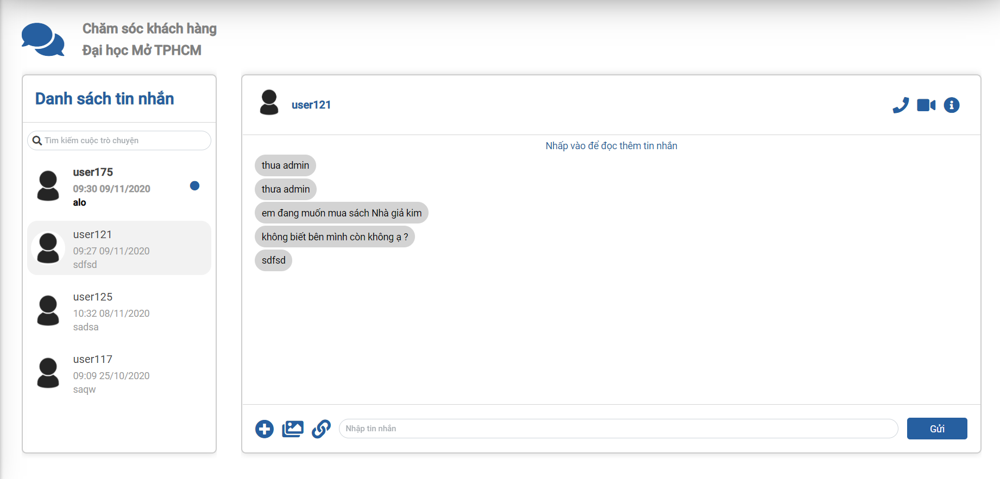 Chăm sóc khách hàng
Đại học Mở TPHCM
Danh sách tin nhắn
Tìm kiếm cuộc trò chuyện
user175
09:30 09/11/2020
alo
user121
09:27 09/11/2020
sdfsd
user125
10:32 08/11/2020
sadsa
user117
09:09 25/10/2020
saqw
user121
Nhấp vào để đọc thêm tin nhắn
thua admin
thưa admin
em đang muốn mua sách Nhà giả kim
không biết bên mình còn không ạ ?
sdfsd
Nhập tin nhắn
Gửi